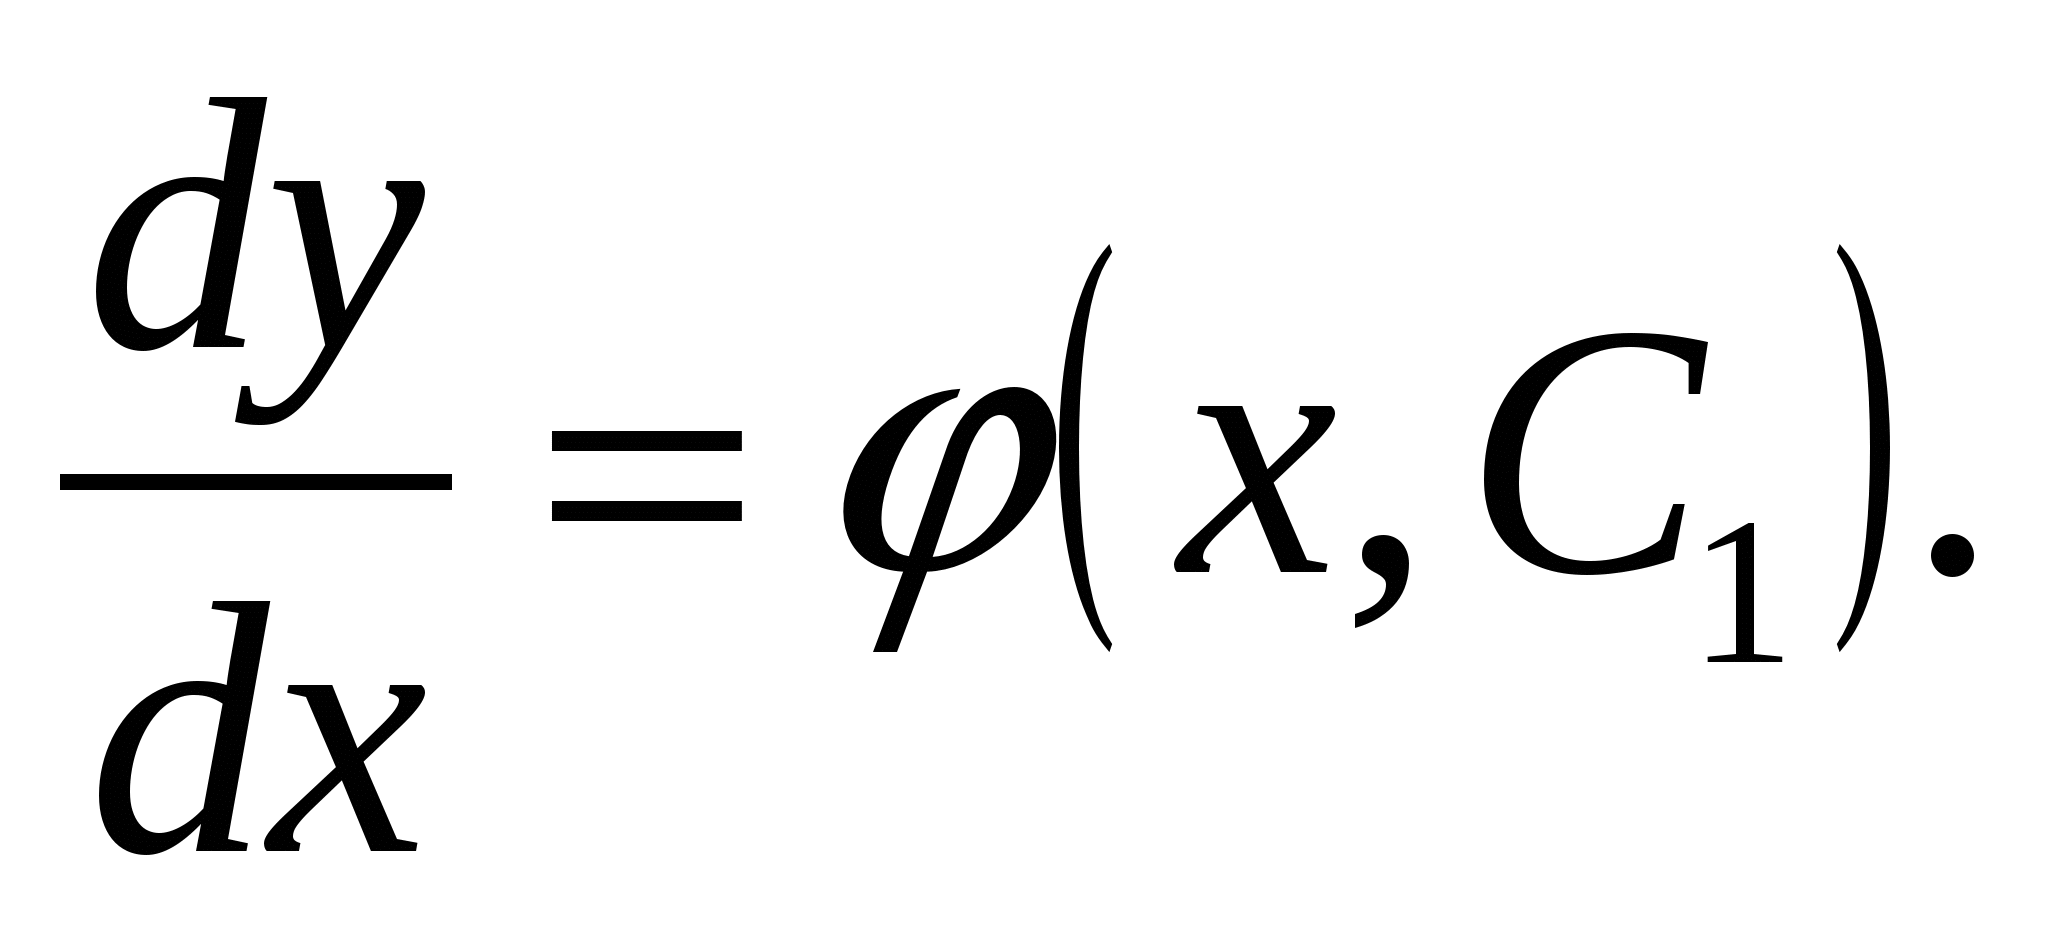 dy/dx = φ(x, C₁).